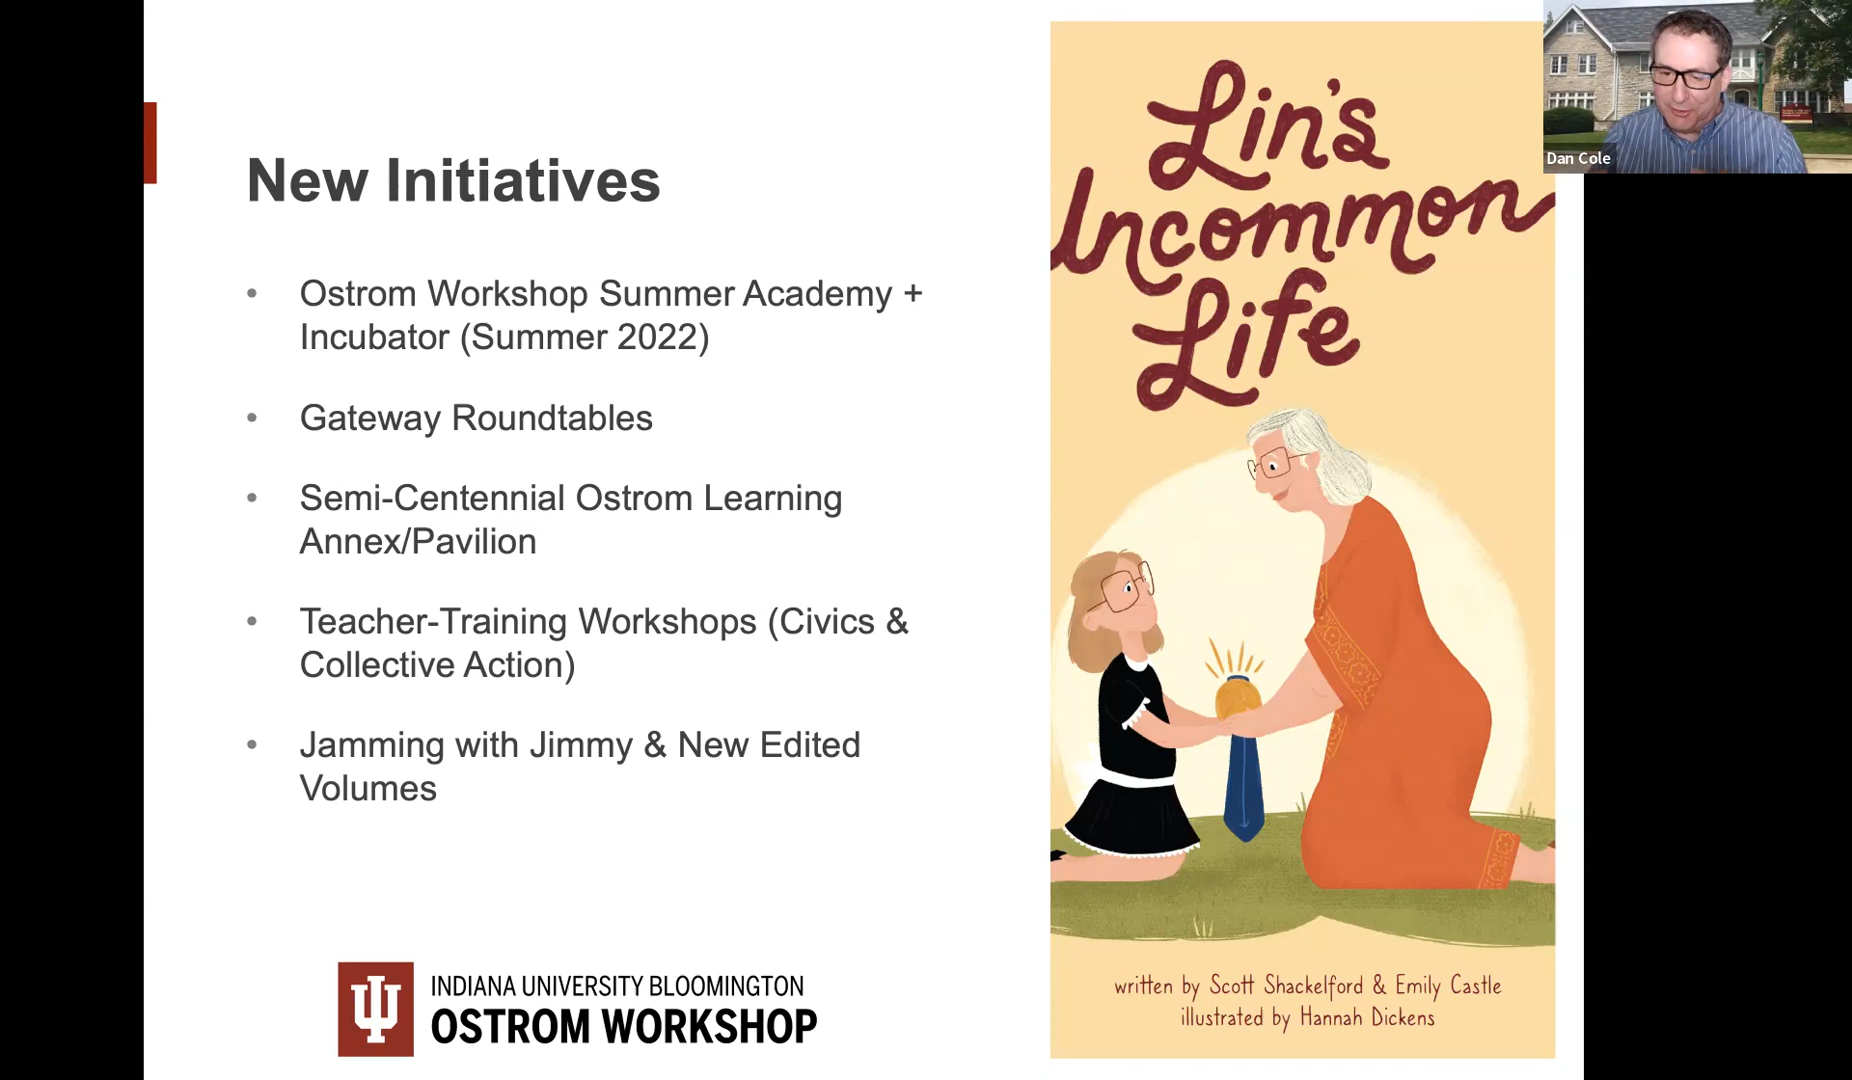 New Initiatives
• Ostrom Workshop Summer Academy +
Incubator (Summer 2022)
• Gateway Roundtables
• Semi-Centennial Ostrom Learning
Annex/Pavilion
• Teacher-Training Workshops (Civics &
Collective Action)
• Jamming with Jimmy & New Edited
Volumes
INDIANA UNIVERSITY BLOOMINGTON
OSTROM WORKSHOP
Lin's
Uncommon
Life
written by Scott Shackelford & Emily Castle
illustrated by Hannah Dickens
Dan Cole